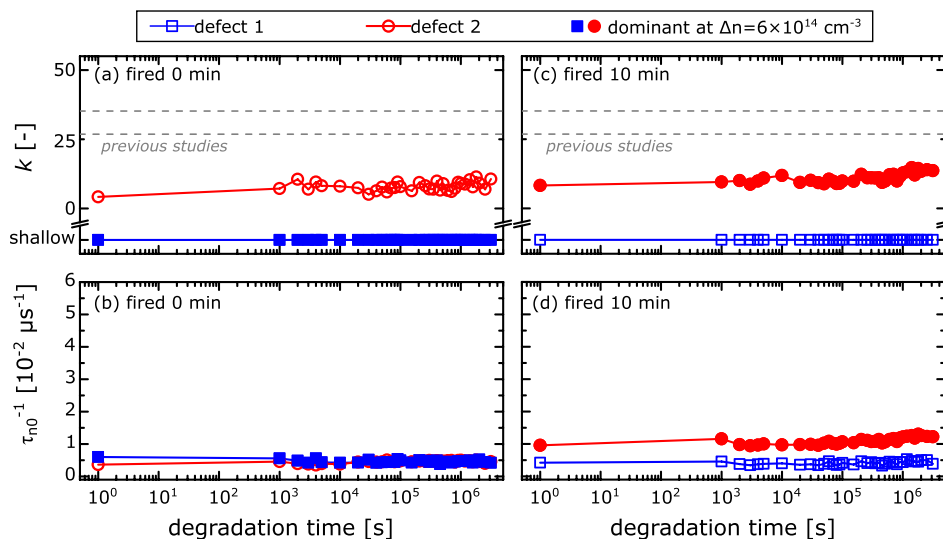 defect 1 defect 2 dominant at Δn=6×10¹⁴ cm⁻³
(a) fired 0 min (c) fired 10 min
50
25
0
k [-]
previous studies previous studies
shallow
(b) fired 0 min (d) fired 10 min
6
5
4
3
2
1
0
τn0⁻¹ [10⁻² µs⁻¹]
10⁰ 10¹ 10² 10³ 10⁴ 10⁵ 10⁶ 10⁰ 10¹ 10² 10³ 10⁴ 10⁵ 10⁶
degradation time [s] degradation time [s]